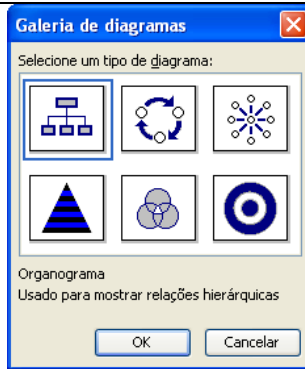 Galeria de diagramas
Selecione um tipo de diagrama:
Organograma
Usado para mostrar relações hierárquicas
OK
Cancelar